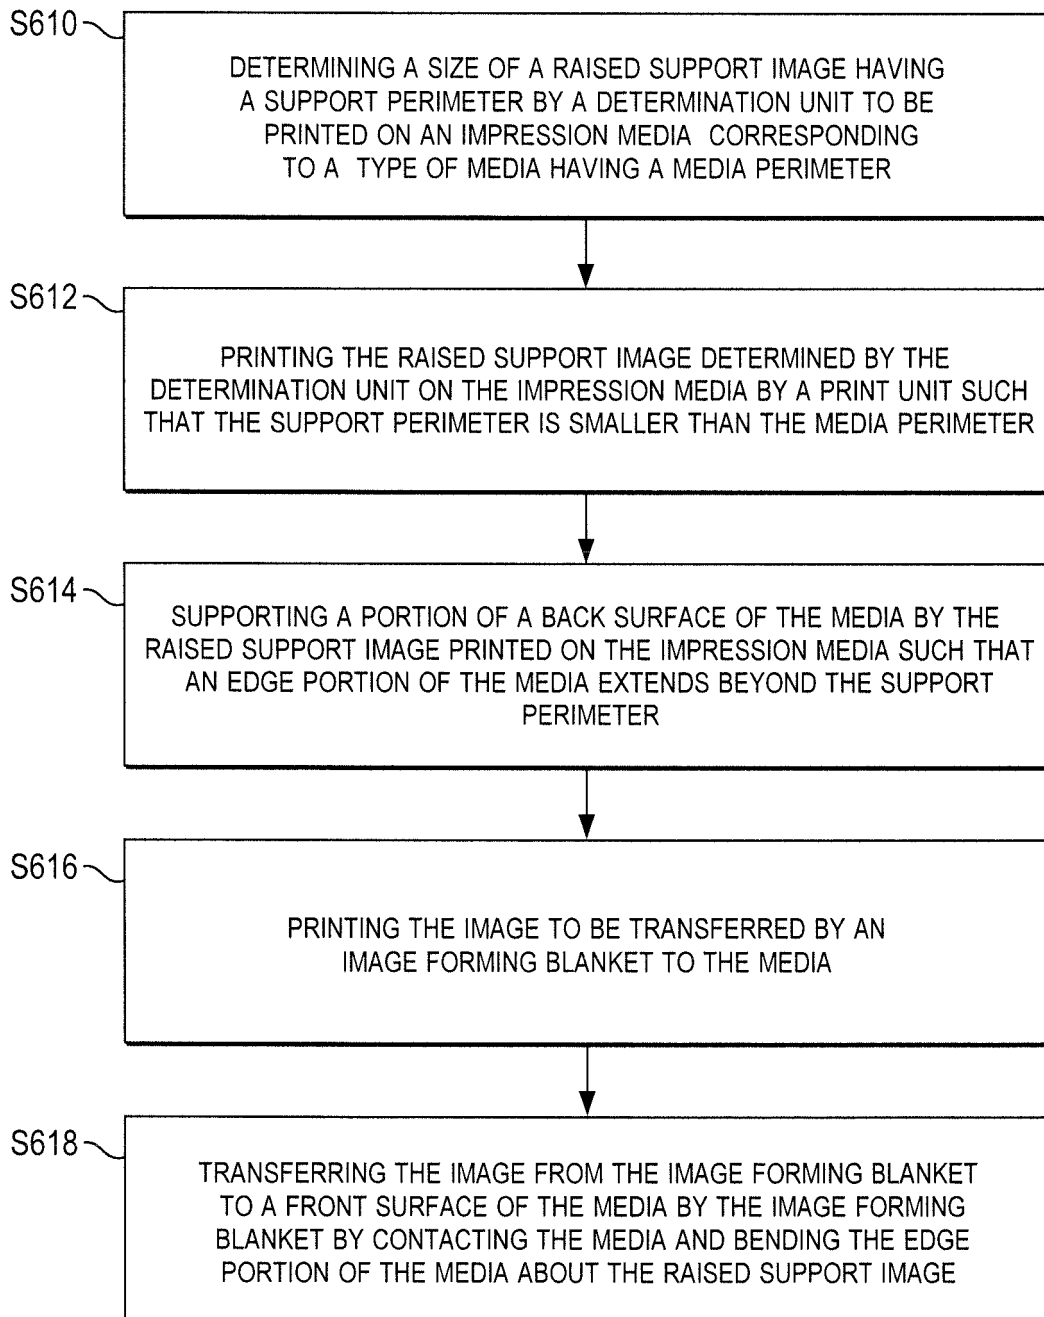 S610
DETERMINING A SIZE OF A RAISED SUPPORT IMAGE HAVING
A SUPPORT PERIMETER BY A DETERMINATION UNIT TO BE
PRINTED ON AN IMPRESSION MEDIA CORRESPONDING
TO A TYPE OF MEDIA HAVING A MEDIA PERIMETER
S612
PRINTING THE RAISED SUPPORT IMAGE DETERMINED BY THE
DETERMINATION UNIT ON THE IMPRESSION MEDIA BY A PRINT UNIT SUCH
THAT THE SUPPORT PERIMETER IS SMALLER THAN THE MEDIA PERIMETER
S614
SUPPORTING A PORTION OF A BACK SURFACE OF THE MEDIA BY THE
RAISED SUPPORT IMAGE PRINTED ON THE IMPRESSION MEDIA SUCH THAT
AN EDGE PORTION OF THE MEDIA EXTENDS BEYOND THE SUPPORT
PERIMETER
S616
PRINTING THE IMAGE TO BE TRANSFERRED BY AN
IMAGE FORMING BLANKET TO THE MEDIA
S618
TRANSFERRING THE IMAGE FROM THE IMAGE FORMING BLANKET
TO A FRONT SURFACE OF THE MEDIA BY THE IMAGE FORMING
BLANKET BY CONTACTING THE MEDIA AND BENDING THE EDGE
PORTION OF THE MEDIA ABOUT THE RAISED SUPPORT IMAGE